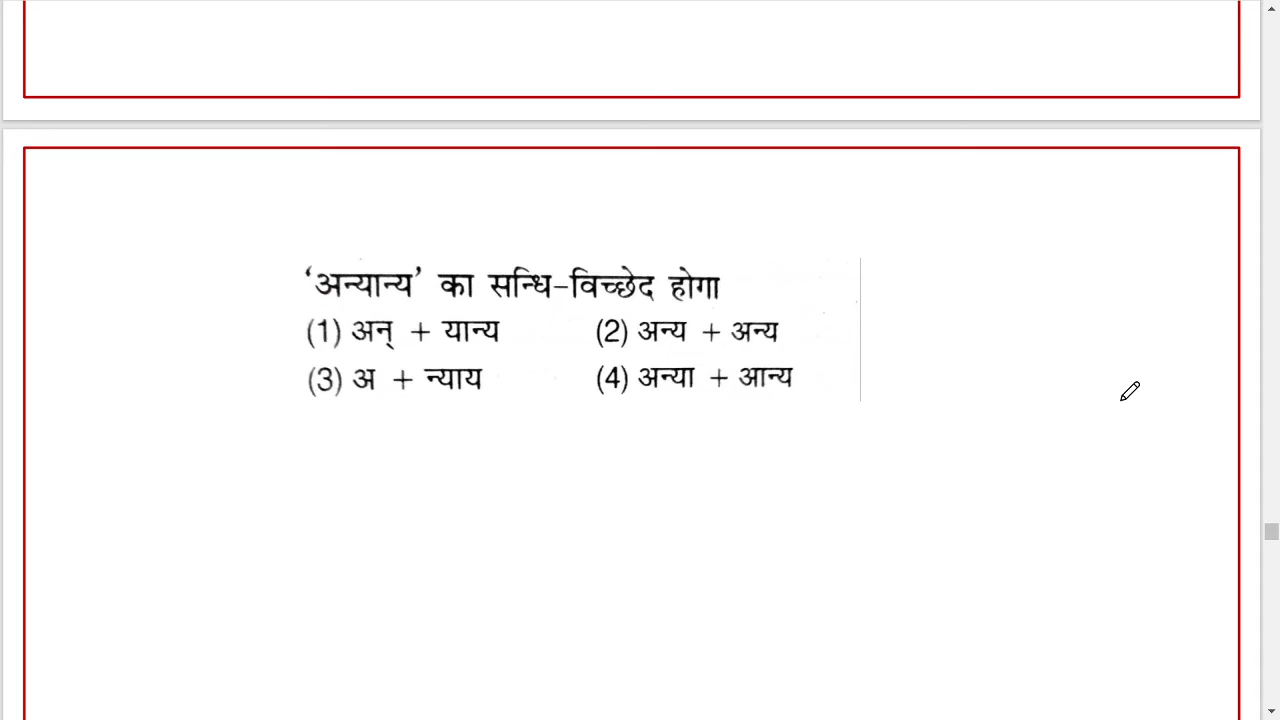 ‘अन्यान्य’ का सन्धि-विच्छेद होगा
(1) अन् + यान्य (2) अन्य + अन्य
(3) अ + न्याय (4) अन्या + आन्य